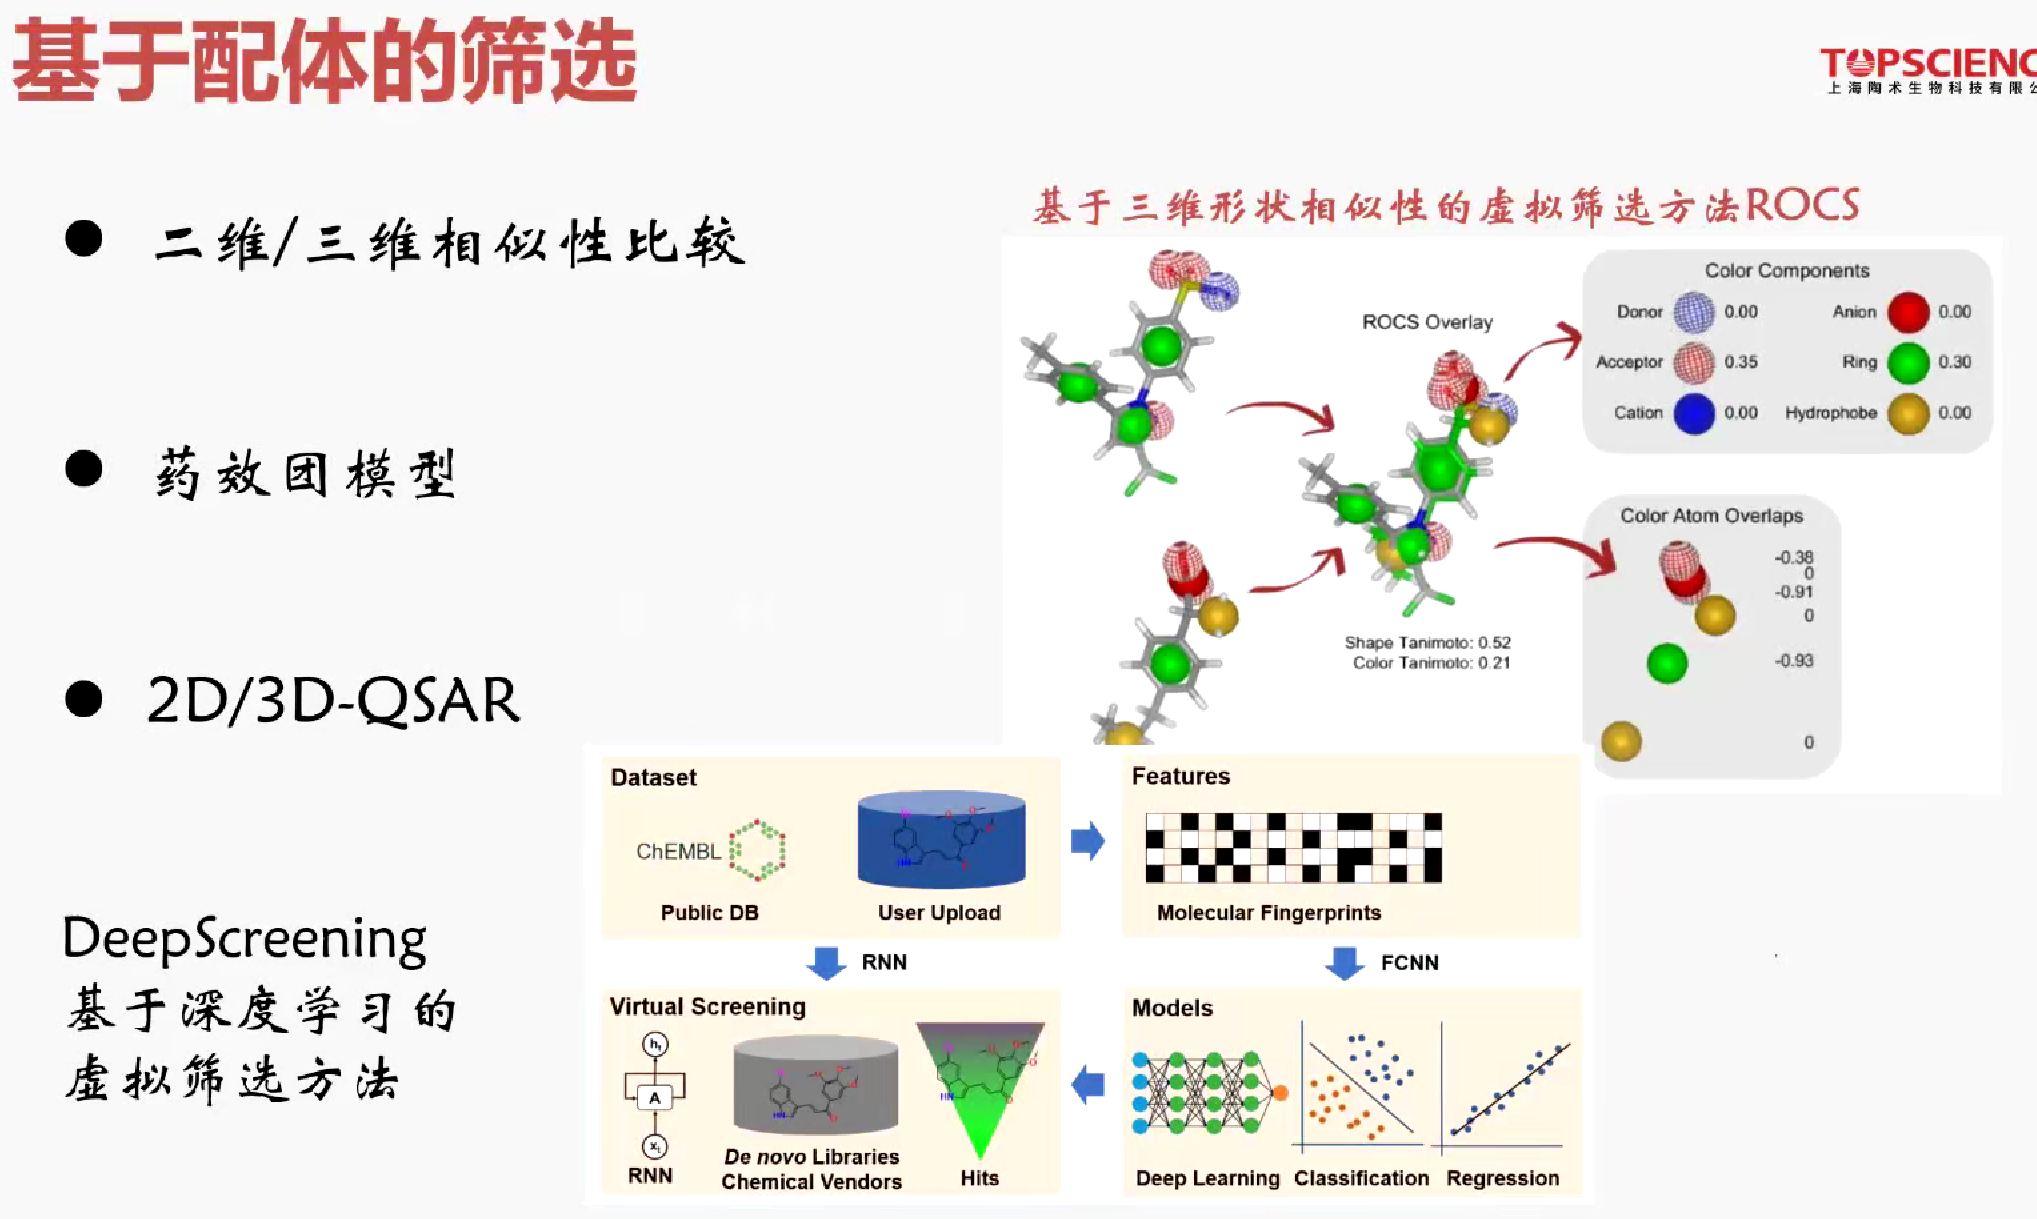 基于配体的筛选
TOPSCIENC
上海陶术生物科技有限公
二维/三维相似性比较
药效团模型
2D/3D-QSAR
DeepScreening
基于深度学习的
虚拟筛选方法
基于三维形状相似性的虚拟筛选方法ROCS
ROCS Overlay
Shape Tanimoto: 0.52
Color Tanimoto: 0.21
Color Components
Donor 0.00 Anion 0.00
Acceptor 0.35 Ring 0.30
Cation 0.00 Hydrophobe 0.00
Color Atom Overlaps
-0.38
0
-0.91
0
-0.93
0
Dataset
ChEMBL
Public DB
User Upload
Features
Molecular Fingerprints
RNN
FCNN
Virtual Screening
A
RNN
De novo Libraries
Chemical Vendors
Hits
Models
Deep Learning
Classification
Regression